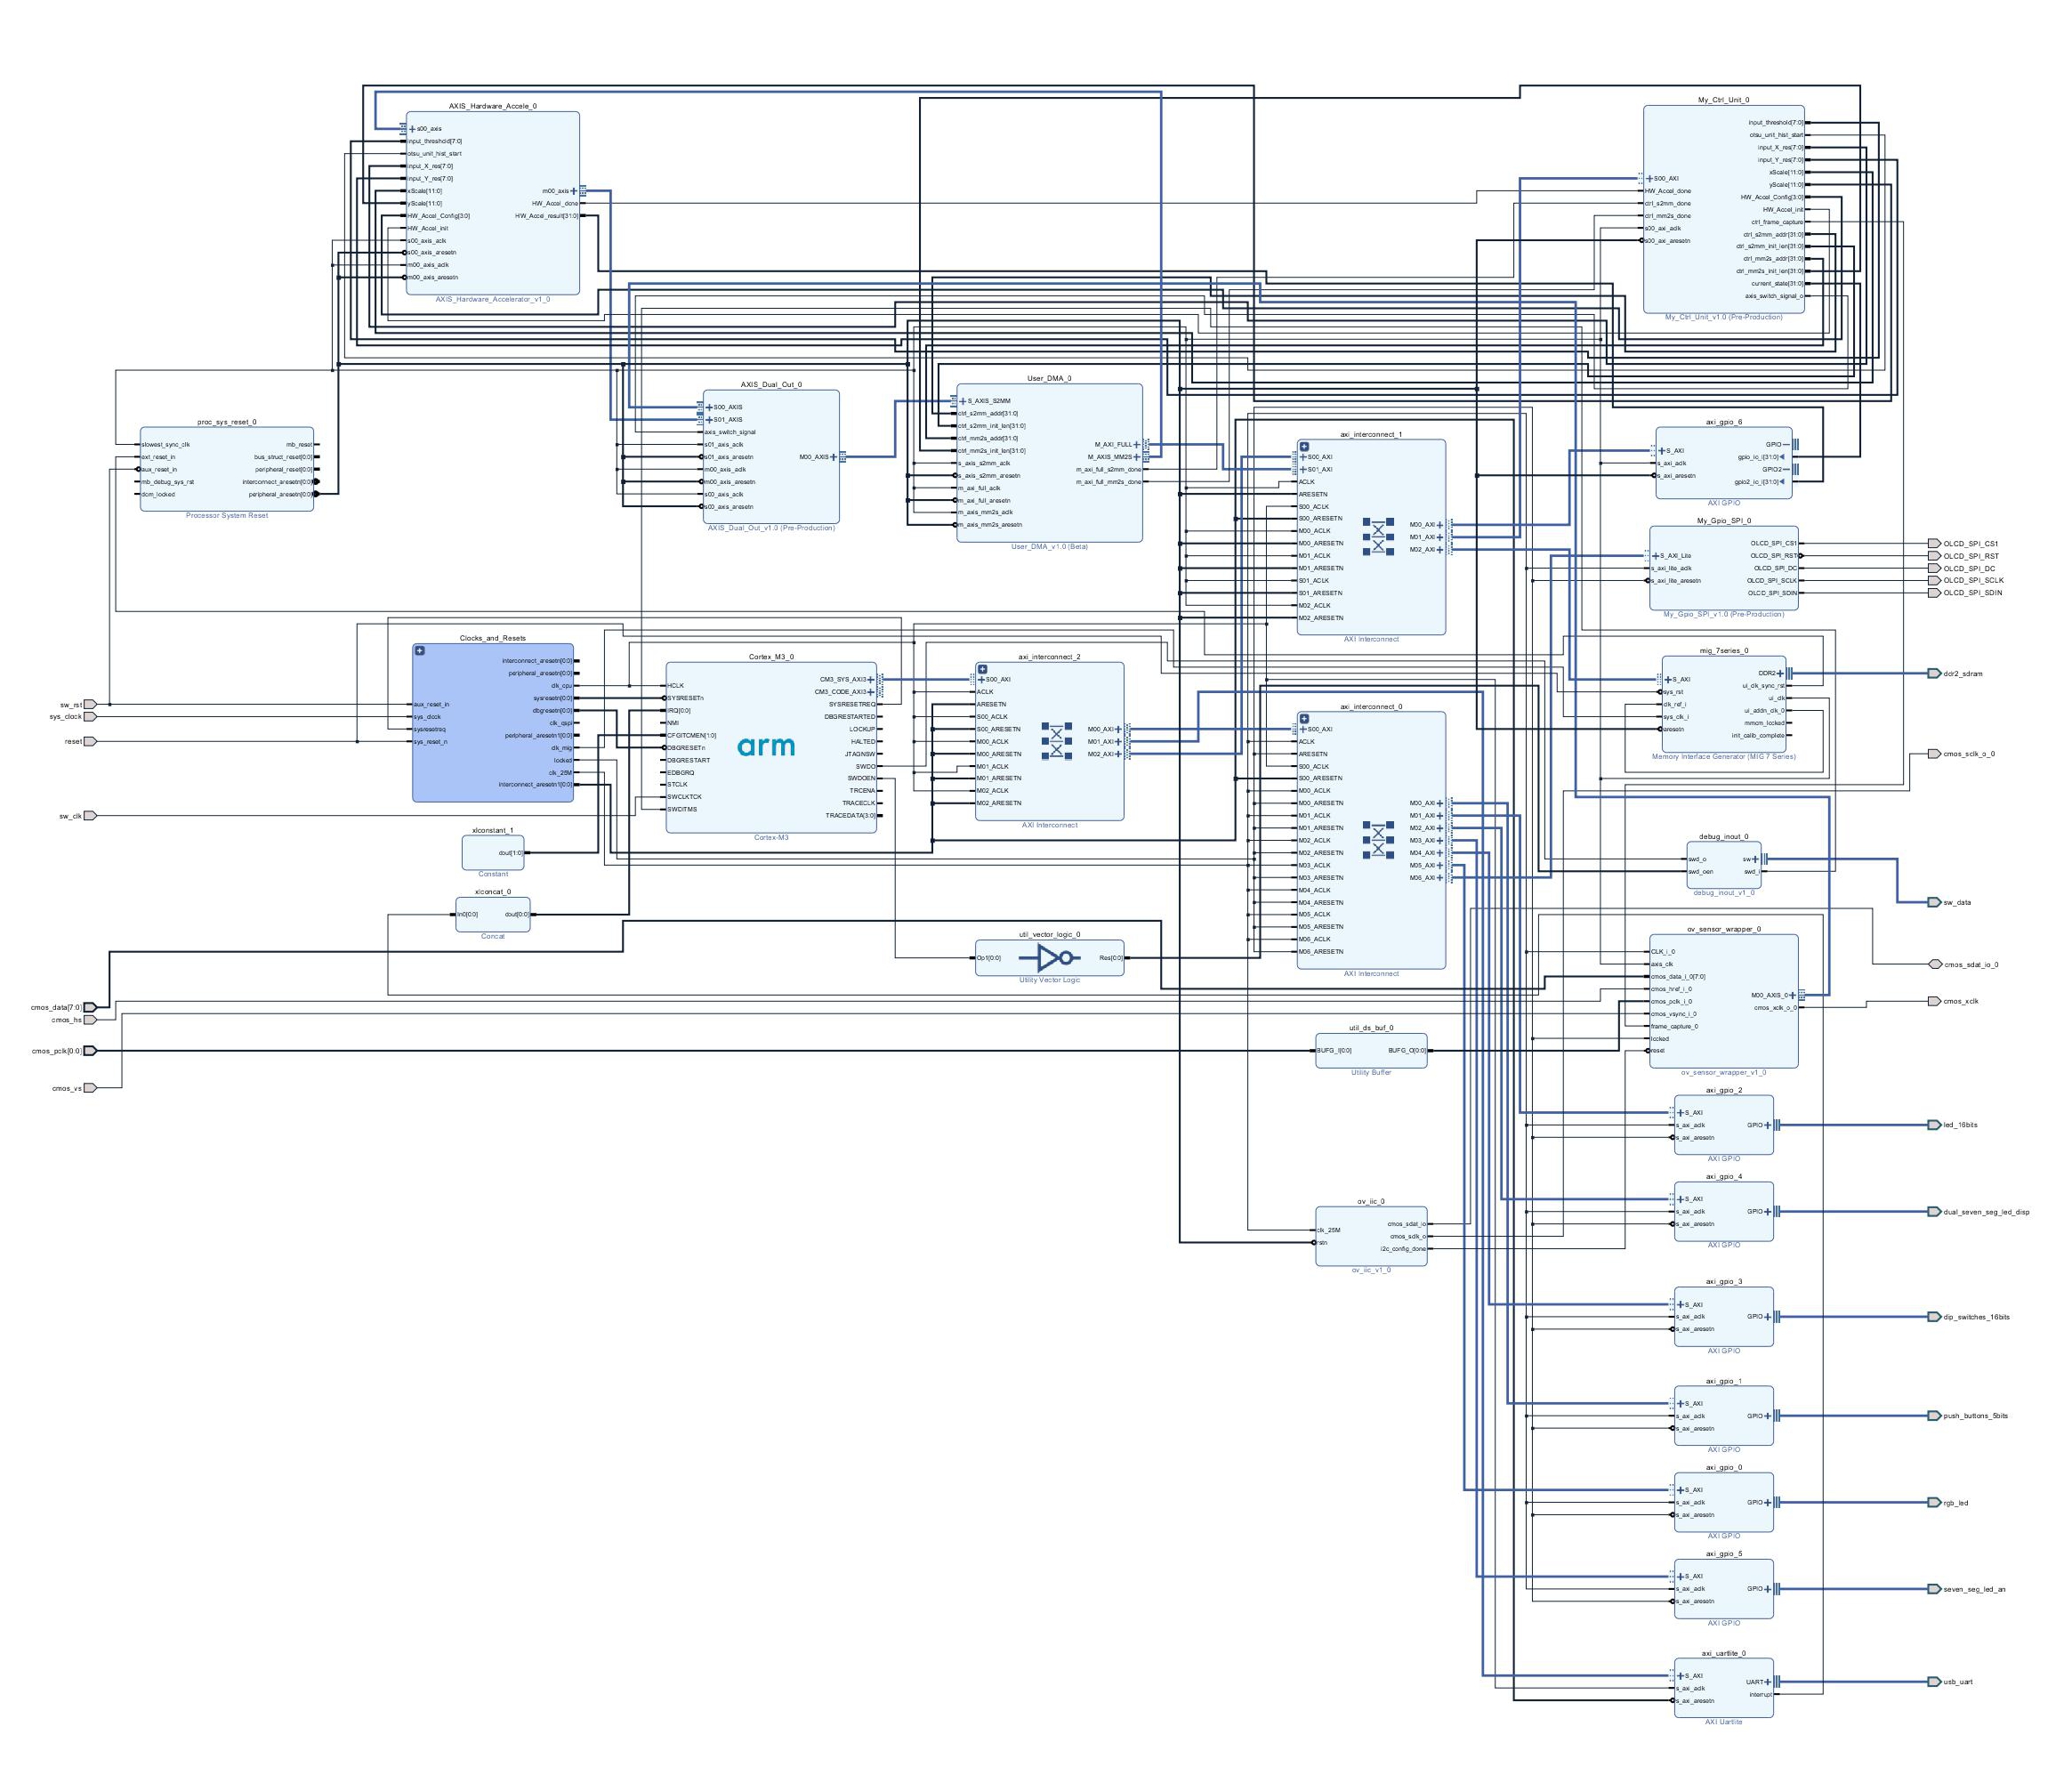 AXIS_Hardware_Accele_0
s00_axis
input_threshold[7:0]
otsu_unit_hist_start
input_X_res[7:0]
input_Y_res[7:0]
xScale[11:0]
yScale[11:0]
HW_Accel_Config[3:0]
HW_Accel_init
s00_axis_aclk
s00_axis_aresetn
m00_axis_aclk
m00_axis_aresetn
m00_axis
HW_Accel_done
HW_Accel_result[31:0]
AXIS_Hardware_Accelerator_v1_0
My_Ctrl_Unit_0
S00_AXI
HW_Accel_done
ctrl_s2mm_done
ctrl_mm2s_done
s00_axi_aclk
s00_axi_aresetn
input_threshold[7:0]
otsu_unit_hist_start
input_X_res[7:0]
input_Y_res[7:0]
xScale[11:0]
yScale[11:0]
HW_Accel_Config[3:0]
HW_Accel_init
ctrl_frame_capture
ctrl_s2mm_addr[31:0]
ctrl_s2mm_init_len[31:0]
ctrl_mm2s_addr[31:0]
ctrl_mm2s_init_len[31:0]
current_state[31:0]
axis_switch_signal_o
My_Ctrl_Unit_v1.0 (Pre-Production)
proc_sys_reset_0
slowest_sync_clk
ext_reset_in
aux_reset_in
mb_debug_sys_rst
dcm_locked
mb_reset
bus_struct_reset[0:0]
peripheral_reset[0:0]
interconnect_aresetn[0:0]
peripheral_aresetn[0:0]
Processor System Reset
AXIS_Dual_Out_0
S00_AXIS
S01_AXIS
axis_switch_signal
s01_axis_aclk
s01_axis_aresetn
m00_axis_aclk
m00_axis_aresetn
s00_axis_aclk
s00_axis_aresetn
M00_AXIS
AXIS_Dual_Out_v1.0 (Pre-Production)
User_DMA_0
S_AXIS_S2MM
ctrl_s2mm_addr[31:0]
ctrl_s2mm_init_len[31:0]
ctrl_mm2s_addr[31:0]
ctrl_mm2s_init_len[31:0]
s_axis_s2mm_aclk
s_axis_s2mm_aresetn
m_axi_full_aclk
m_axi_full_aresetn
m_axis_mm2s_aclk
m_axis_mm2s_aresetn
M_AXI_FULL
M_AXIS_MM2S
m_axi_full_s2mm_done
m_axi_full_mm2s_done
User_DMA_v1.0 (Beta)
axi_interconnect_1
S00_AXI
S01_AXI
ACLK
ARESETN
S00_ACLK
S00_ARESETN
M00_ACLK
M00_ARESETN
M01_ACLK
M01_ARESETN
S01_ACLK
S01_ARESETN
M02_ACLK
M02_ARESETN
M00_AXI
M01_AXI
M02_AXI
AXI Interconnect
axi_gpio_6
S_AXI
s_axi_aclk
s_axi_aresetn
GPIO
gpio_io_i[31:0]
GPIO2
gpio2_io_i[31:0]
AXI GPIO
My_Gpio_SPI_0
S_AXI_Lite
s_axi_lite_aclk
s_axi_lite_aresetn
OLCD_SPI_CS1
OLCD_SPI_RST
OLCD_SPI_DC
OLCD_SPI_SCLK
OLCD_SPI_SDIN
My_Gpio_SPI_v1.0 (Pre-Production)
OLCD_SPI_CS1
OLCD_SPI_RST
OLCD_SPI_DC
OLCD_SPI_SCLK
OLCD_SPI_SDIN
sw_rst
sys_clock
reset
sw_clk
Clocks_and_Resets
aux_reset_in
sys_clock
sysresetreq
sys_reset_n
interconnect_aresetn[0:0]
peripheral_aresetn[0:0]
clk_cpu
sysresetn[0:0]
dbgresetn[0:0]
clk_qspi
peripheral_aresetn1[0:0]
clk_mig
locked
clk_25M
interconnect_aresetn1[0:0]
Cortex_M3_0
HCLK
SYSRESETn
IRQ[0:0]
NMI
CFGITCMEN[1:0]
DBGRESETn
DBGRESTART
EDBGRQ
STCLK
SWCLKTCK
SWDITMS
arm
CM3_SYS_AXI3
CM3_CODE_AXI3
SYSRESETREQ
DBGRESTARTED
LOCKUP
HALTED
JTAGNSW
SWDO
SWDOEN
TRCENA
TRACECLK
TRACEDATA[3:0]
Cortex-M3
axi_interconnect_2
S00_AXI
ACLK
ARESETN
S00_ACLK
S00_ARESETN
M00_ACLK
M00_ARESETN
M01_ACLK
M01_ARESETN
M02_ACLK
M02_ARESETN
M00_AXI
M01_AXI
M02_AXI
AXI Interconnect
axi_interconnect_0
S00_AXI
ACLK
ARESETN
S00_ACLK
S00_ARESETN
M00_ACLK
M00_ARESETN
M01_ACLK
M01_ARESETN
M02_ACLK
M02_ARESETN
M03_ACLK
M03_ARESETN
M04_ACLK
M04_ARESETN
M05_ACLK
M05_ARESETN
M06_ACLK
M06_ARESETN
M00_AXI
M01_AXI
M02_AXI
M03_AXI
M04_AXI
M05_AXI
M06_AXI
AXI Interconnect
mig_7series_0
S_AXI
sys_rst
clk_ref_i
sys_clk_i
aresetn
DDR2
ui_clk_sync_rst
ui_clk
ui_addn_clk_0
mmcm_locked
init_calib_complete
Memory Interface Generator (MIG 7 Series)
ddr2_sdram
cmos_sclk_o_0
xlconstant_1
dout[1:0]
Constant
xlconcat_0
In0[0:0]
dout[0:0]
Concat
util_vector_logic_0
Op1[0:0]
Res[0:0]
Utility Vector Logic
debug_inout_0
swd_o
swd_oen
sw
swd_i
debug_inout_v1_0
sw_data
cmos_sdat_io_0
cmos_xclk
ov_sensor_wrapper_0
CLK_i_0
axis_clk
cmos_data_i_0[7:0]
cmos_href_i_0
cmos_pclk_i_0
cmos_vsync_i_0
frame_capture_0
locked
reset
M00_AXIS_0
cmos_xclk_o_0
ov_sensor_wrapper_v1_0
cmos_data[7:0]
cmos_hs
cmos_pclk[0:0]
cmos_vs
util_ds_buf_0
BUFG_I[0:0]
BUFG_O[0:0]
Utility Buffer
axi_gpio_2
S_AXI
s_axi_aclk
s_axi_aresetn
GPIO
AXI GPIO
led_16bits
axi_gpio_4
S_AXI
s_axi_aclk
s_axi_aresetn
GPIO
AXI GPIO
dual_seven_seg_led_disp
ov_iic_0
clk_25M
rstn
cmos_sdat_io
cmos_sclk_o
i2c_config_done
ov_iic_v1_0
axi_gpio_3
S_AXI
s_axi_aclk
s_axi_aresetn
GPIO
AXI GPIO
dip_switches_16bits
axi_gpio_1
S_AXI
s_axi_aclk
s_axi_aresetn
GPIO
AXI GPIO
push_buttons_5bits
axi_gpio_0
S_AXI
s_axi_aclk
s_axi_aresetn
GPIO
AXI GPIO
rgb_led
axi_gpio_5
S_AXI
s_axi_aclk
s_axi_aresetn
GPIO
AXI GPIO
seven_seg_led_an
axi_uartlite_0
S_AXI
s_axi_aclk
s_axi_aresetn
UART
interrupt
AXI Uartlite
usb_uart